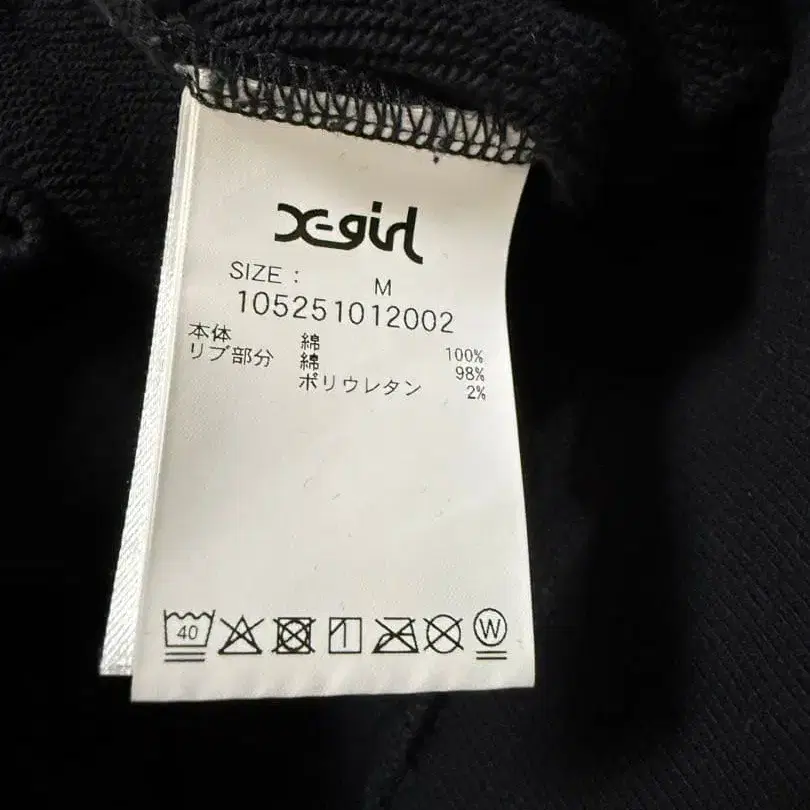 X-girl
SIZE : M
105251012002
本体 綿 100%
リブ部分 綿 98%
ポリウレタン 2%
40 W